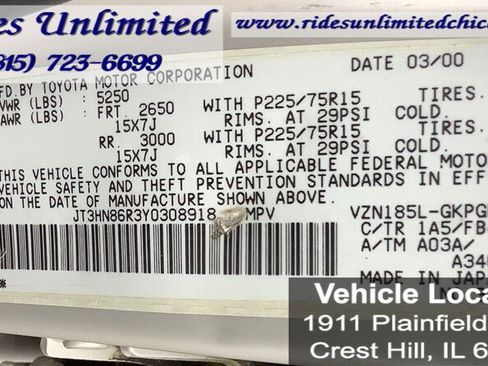 es Unlimited
www.ridesunlimitedchic
815) 723-6699
FD. BY TOYOTA MOTOR CORPORATION DATE 03/00
VWR (LBS) : 5250 WITH P225/75R15 TIRES.
AWR (LBS) : FRT. 2650 RIMS. AT 29PSI COLD.
15X7J
RR. 3000 WITH P225/75R15 TIRES.
15X7J RIMS. AT 29PSI COLD.
THIS VEHICLE CONFORMS TO ALL APPLICABLE FEDERAL MOTOR
VEHICLE SAFETY AND THEFT PREVENTION STANDARDS IN EFFE
ON THE DATE OF MANUFACTURE SHOWN ABOVE.
JT3HN86R3Y0308918 MPV VZN185L-GKPG
C/TR 1A5/FB
A/TM A03A/
A34
MADE IN JAP
Vehicle Loca
1911 Plainfield
Crest Hill, IL 6